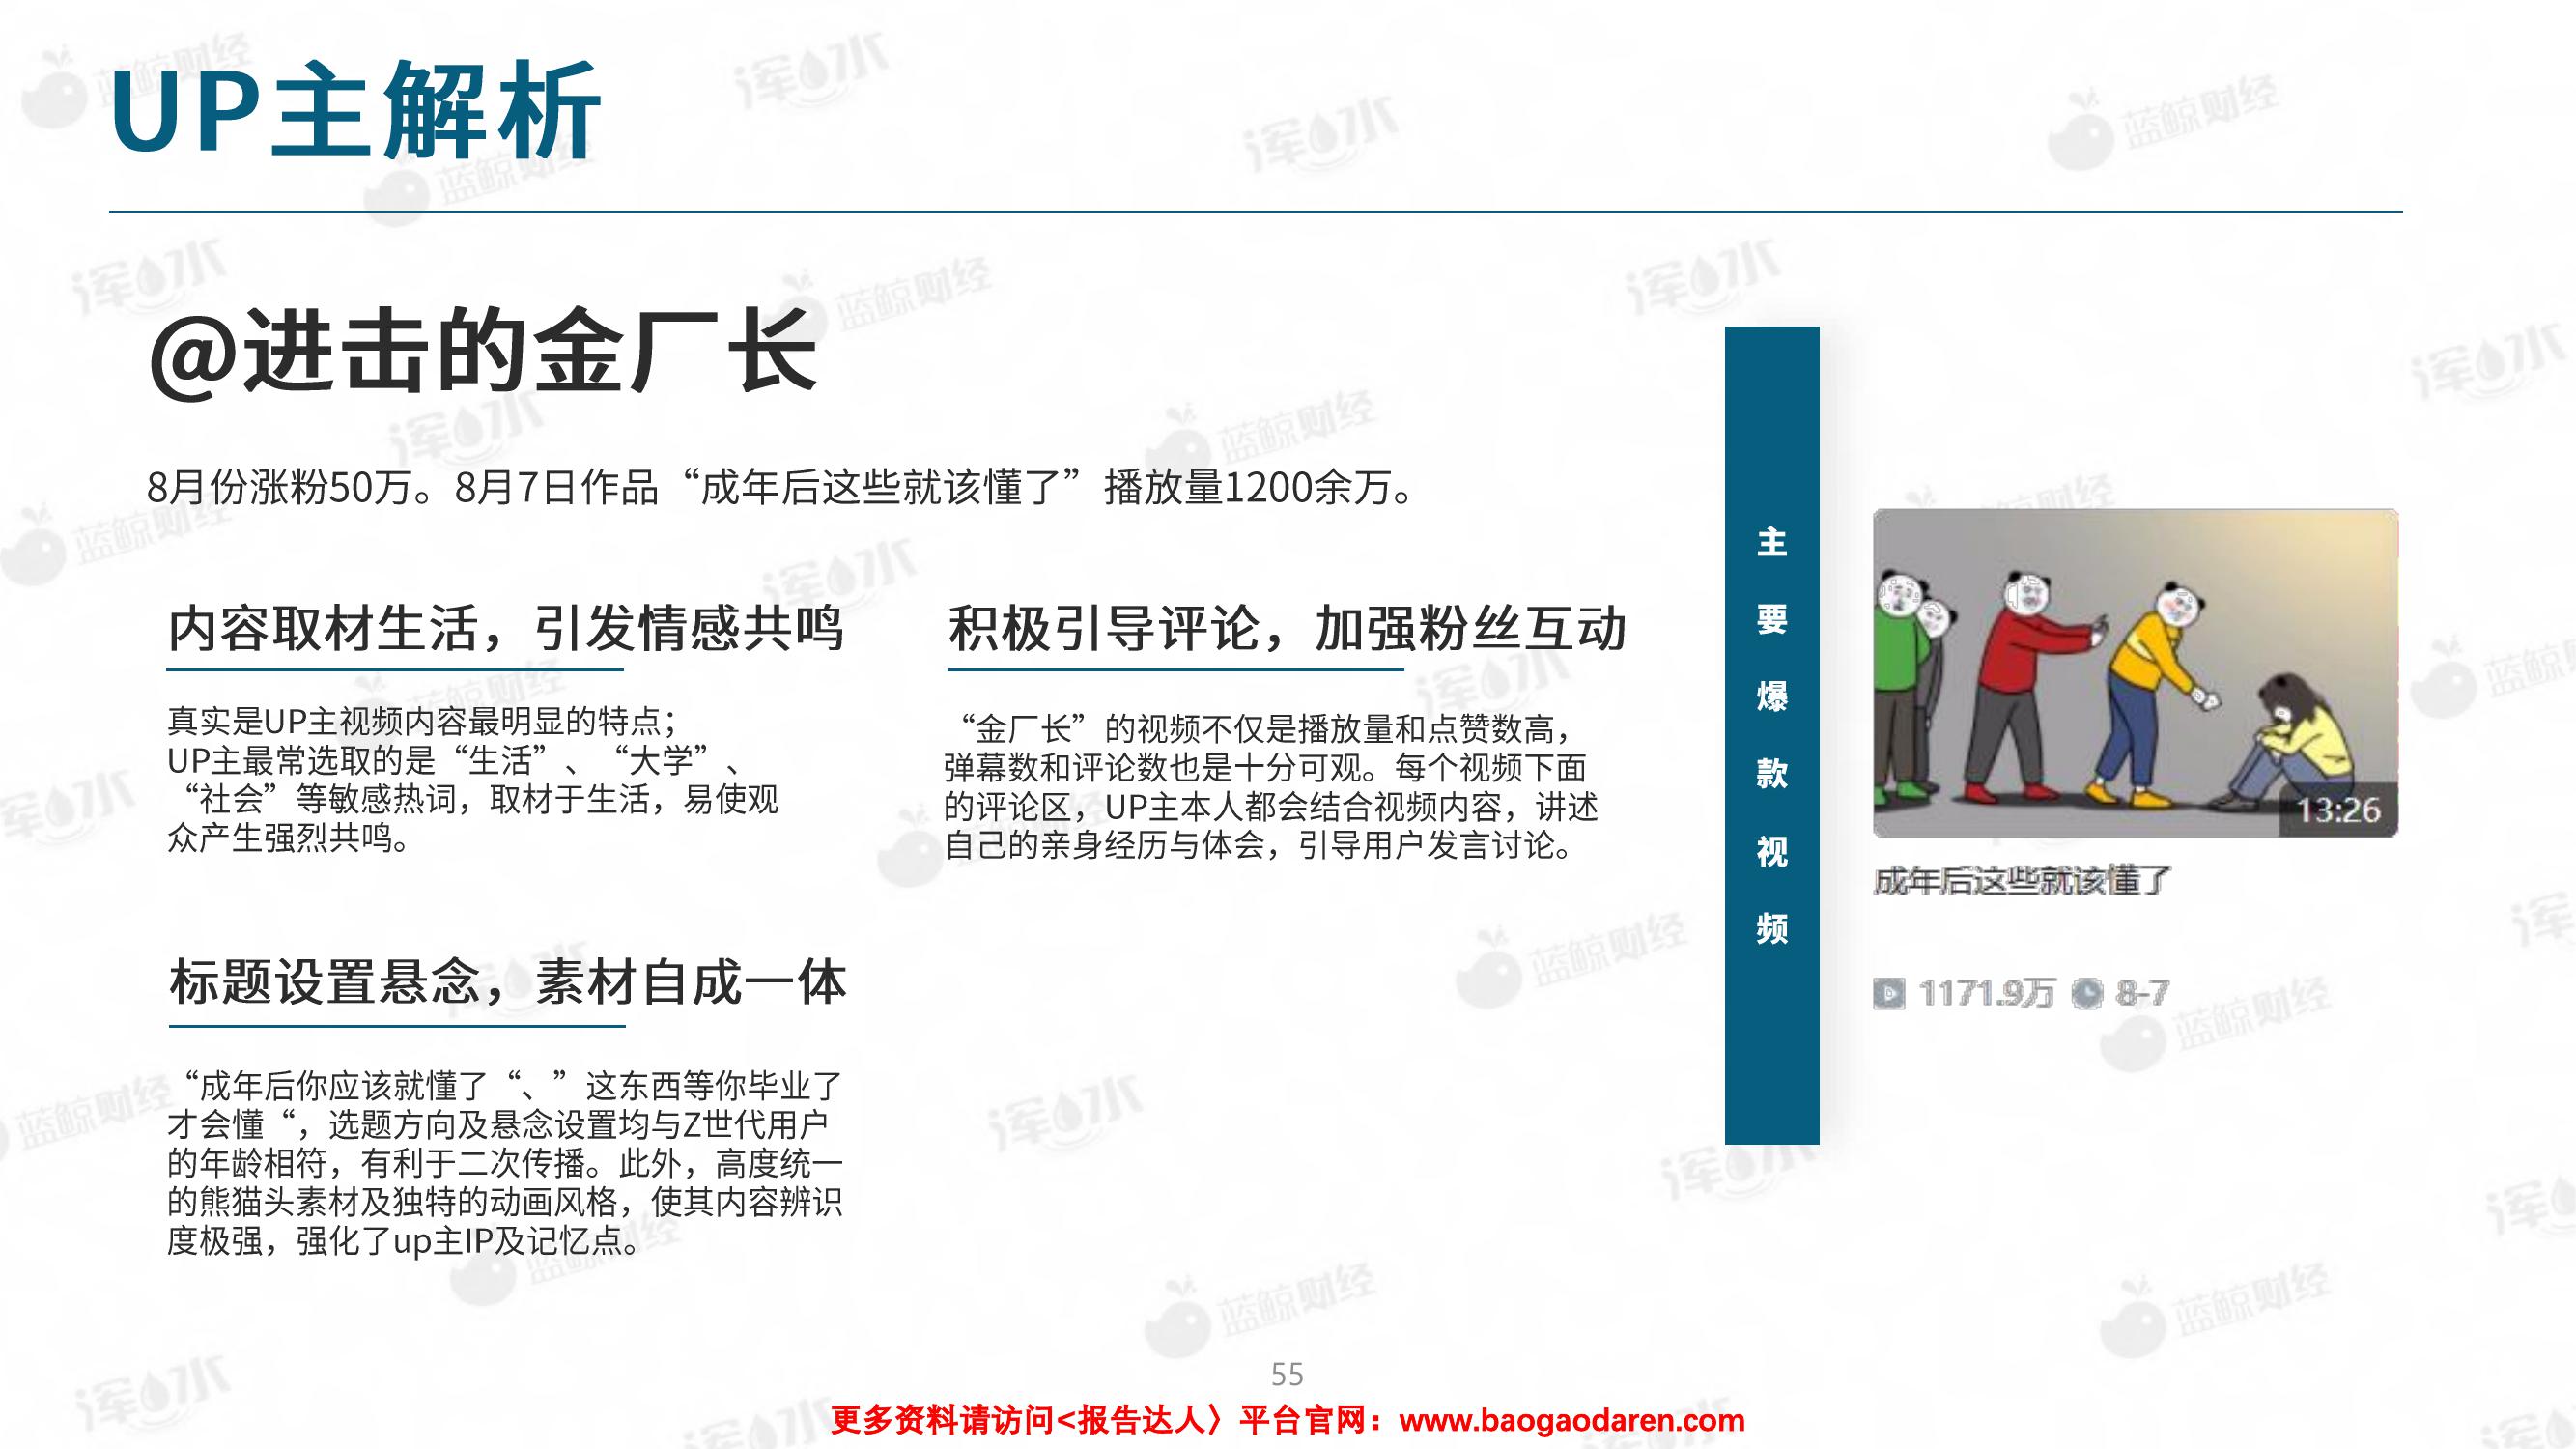 UP主解析
@进击的金厂长
8月份涨粉50万。8月7日作品“成年后这些就该懂了”播放量1200余万。
内容取材生活，引发情感共鸣
真实是UP主视频内容最明显的特点；
UP主最常选取的是“生活”、“大学”、
“社会”等敏感热词，取材于生活，易使观
众产生强烈共鸣。
积极引导评论，加强粉丝互动
“金厂长”的视频不仅是播放量和点赞数高，
弹幕数和评论数也是十分可观。每个视频下面
的评论区，UP主本人都会结合视频内容，讲述
自己的亲身经历与体会，引导用户发言讨论。
标题设置悬念，素材自成一体
“成年后你应该就懂了“、”这东西等你毕业了
才会懂“，选题方向及悬念设置均与Z世代用户
的年龄相符，有利于二次传播。此外，高度统一
的熊猫头素材及独特的动画风格，使其内容辨识
度极强，强化了up主IP及记忆点。
主要爆款视频
13:26
成年后这些就该懂了
1171.9万 8-7
55
更多资料请访问<报告达人〉平台官网：www.baogaodaren.com
浑水
蓝鲸财经